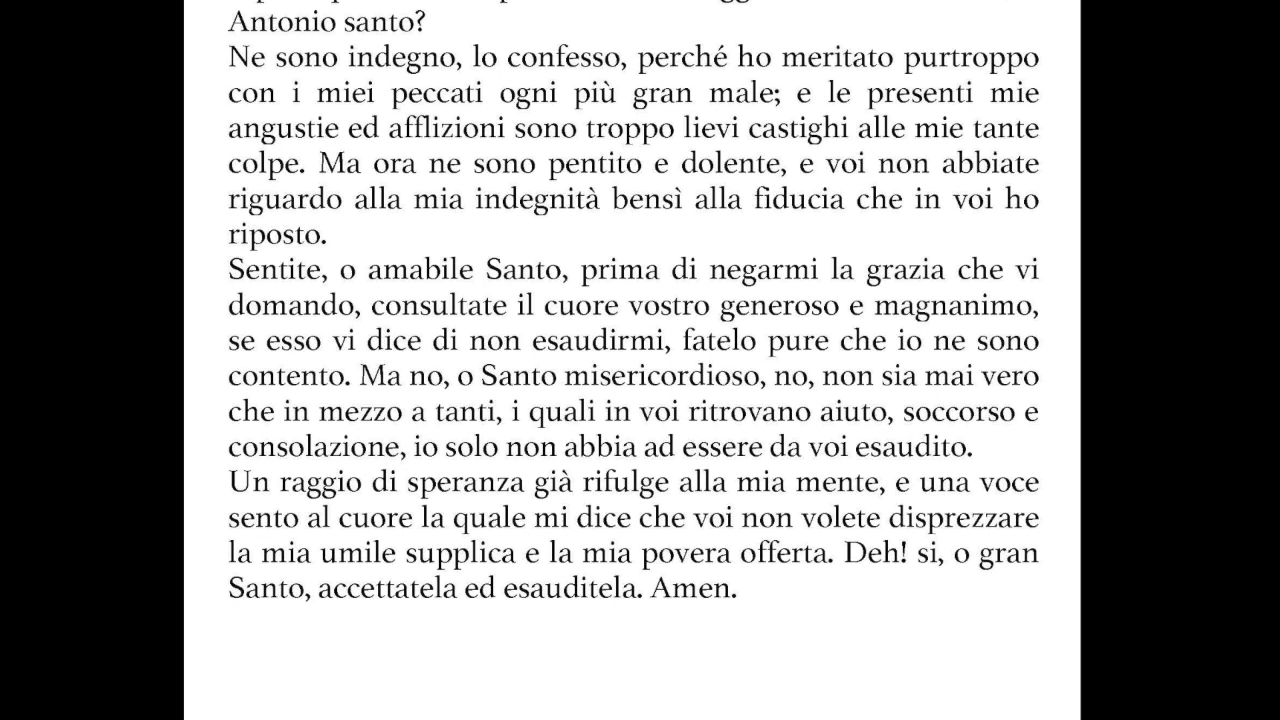 Antonio santo?
Ne sono indegno, lo confesso, perché ho meritato purtroppo
con i miei peccati ogni più gran male; e le presenti mie
angustie ed afflizioni sono troppo lievi castighi alle mie tante
colpe. Ma ora ne sono pentito e dolente, e voi non abbiate
riguardo alla mia indegnità bensì alla fiducia che in voi ho
riposto.
Sentite, o amabile Santo, prima di negarmi la grazia che vi
domando, consultate il cuore vostro generoso e magnanimo,
se esso vi dice di non esaudirmi, fatelo pure che io ne sono
contento. Ma no, o Santo misericordioso, no, non sia mai vero
che in mezzo a tanti, i quali in voi ritrovano aiuto, soccorso e
consolazione, io solo non abbia ad essere da voi esaudito.
Un raggio di speranza già rifulge alla mia mente, e una voce
sento al cuore la quale mi dice che voi non volete disprezzare
la mia umile supplica e la mia povera offerta. Deh! si, o gran
Santo, accettatela ed esauditela. Amen.